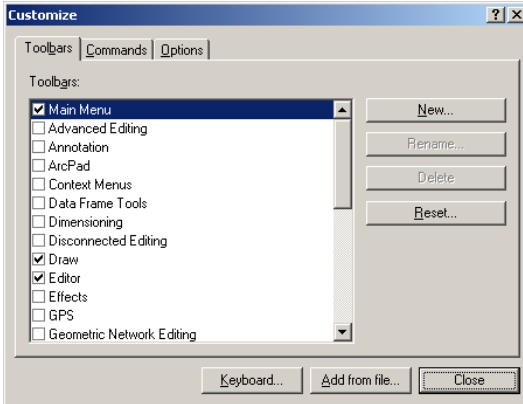 Customize
Toolbars Commands Options
Toolbars:
Main Menu
Advanced Editing
Annotation
ArcPad
Context Menus
Data Frame Tools
Dimensioning
Disconnected Editing
Draw
Editor
Effects
GPS
Geometric Network Editing
New...
Rename...
Delete
Reset...
Keyboard... Add from file... Close